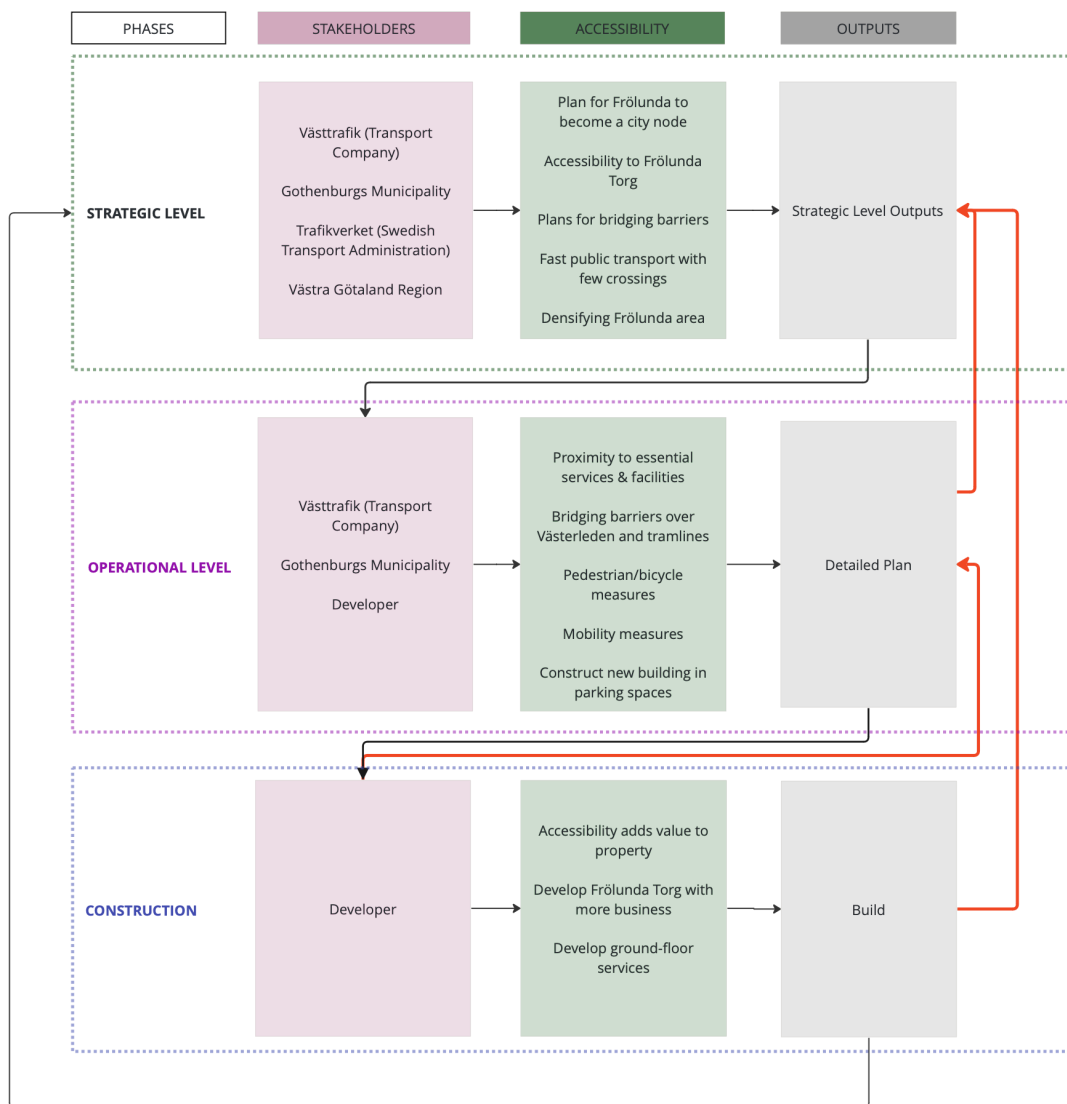 PHASES
STAKEHOLDERS
ACCESSIBILITY
OUTPUTS
STRATEGIC LEVEL
Västtrafik (Transport
Company)
Gothenburgs Municipality
Trafikverket (Swedish
Transport Administration)
Västra Götaland Region
Plan for Frölunda to
become a city node
Accessibility to Frölunda
Torg
Plans for bridging barriers
Fast public transport with
few crossings
Densifying Frölunda area
Strategic Level Outputs
OPERATIONAL LEVEL
Västtrafik (Transport
Company)
Gothenburgs Municipality
Developer
Proximity to essential
services & facilities
Bridging barriers over
Västerleden and tramlines
Pedestrian/bicycle
measures
Mobility measures
Construct new building in
parking spaces
Detailed Plan
CONSTRUCTION
Developer
Accessibility adds value to
property
Develop Frölunda Torg with
more business
Develop ground-floor
services
Build